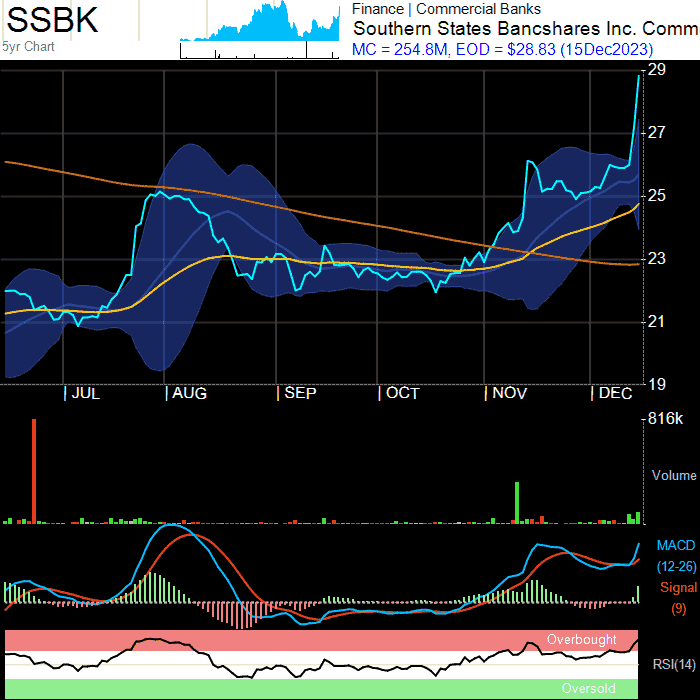 SSBK
5yr Chart
Finance | Commercial Banks
Southern States Bancshares Inc. Comm
MC = 254.8M, EOD = $28.83 (15Dec2023)
29
27
25
23
21
19
JUL AUG SEP OCT NOV DEC
816k
Volume
MACD
(12-26)
Signal
(9)
Overbought
RSI(14)
Oversold